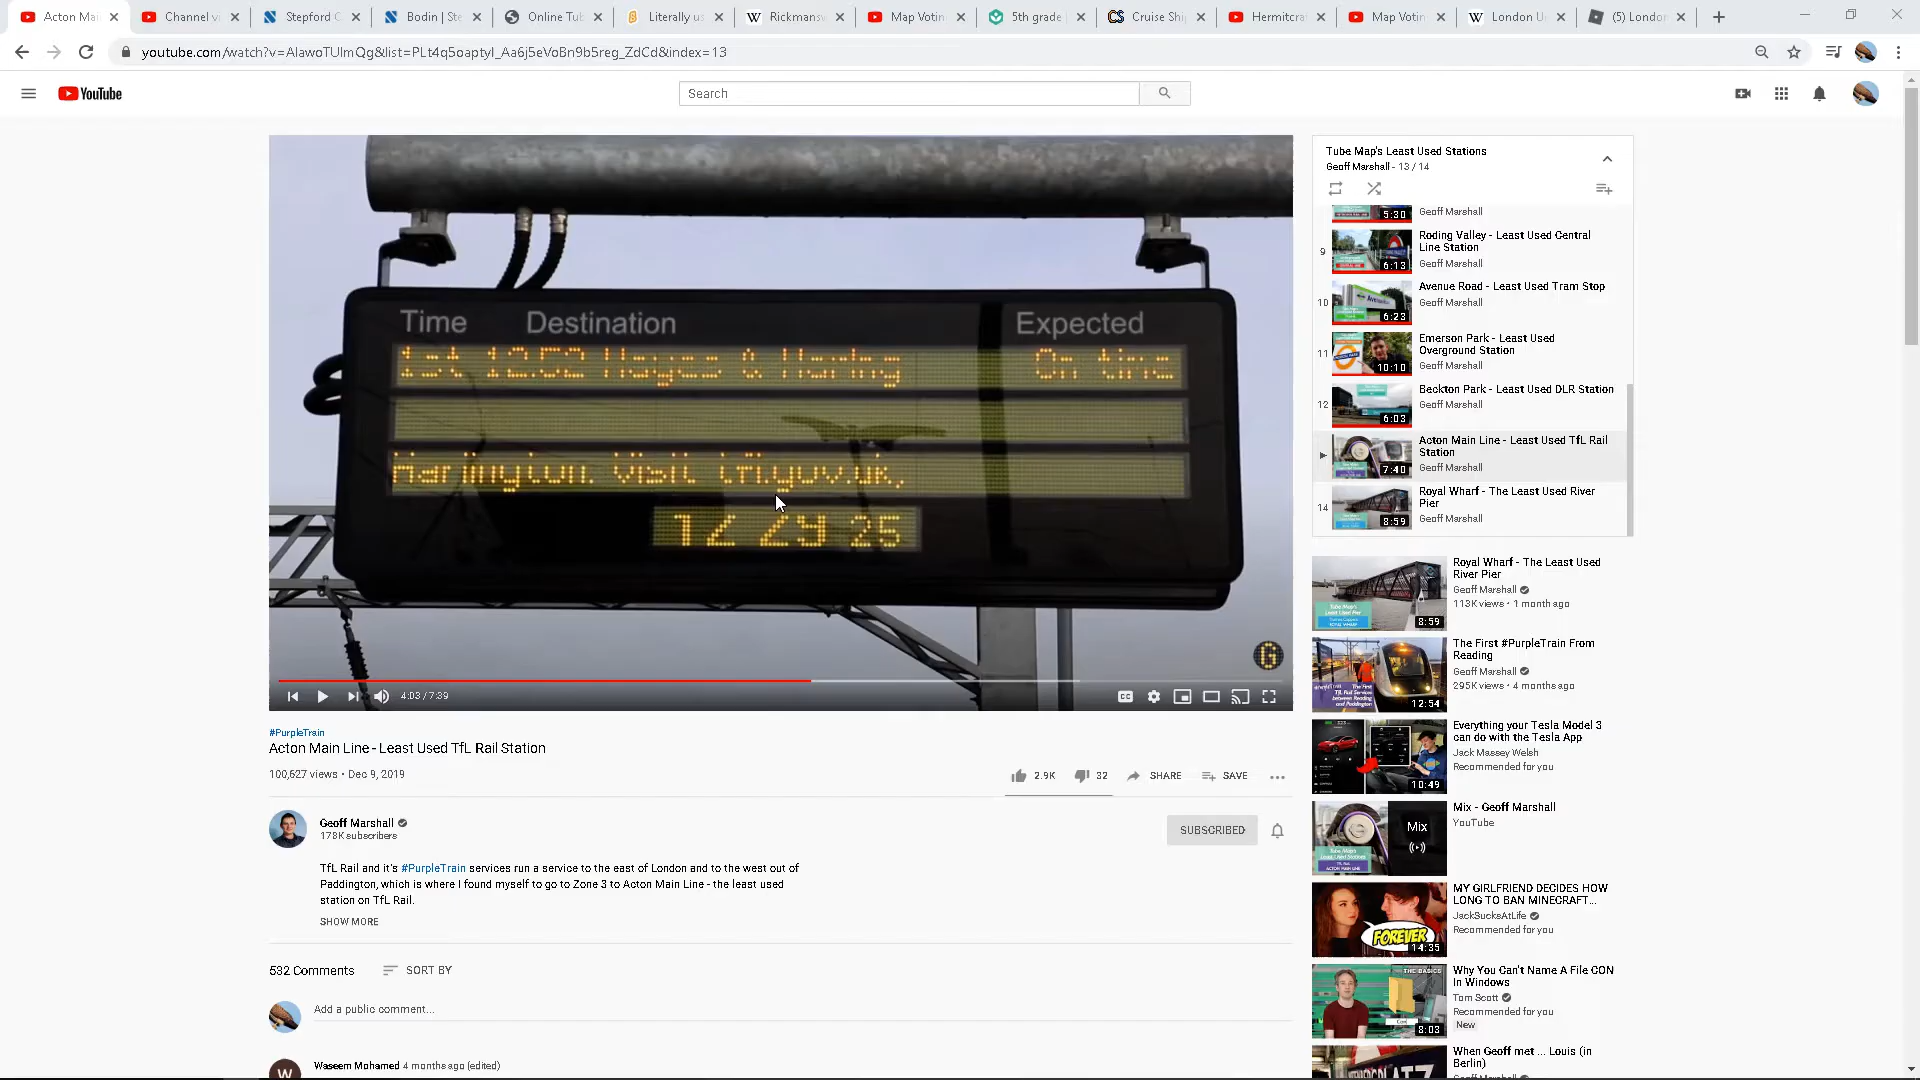 Acton Mai
Channel v
Stepford C
Bodin | Ste
Online Tub
Literally us
Rickmansw
Map Votin
5th grade
Cruise Ship
Hermitcra
Map Votin
London U
(5) London
youtube.com/watch?v=AlawoTUlmQg&list=PLt4q5oaptyI_Aa6j5eVoBn9b5reg_ZdCd&index=13
YouTube
Search
Time Destination Expected
1st 12.52 Hayes & Harlng On time
Harlington. Visit tfl.gov.uk,
12 29 25
4:03 / 7:39
CC
#PurpleTrain
Acton Main Line - Least Used TfL Rail Station
100,627 views • Dec 9, 2019
2.9K 32 SHARE SAVE
Geoff Marshall
178K subscribers
SUBSCRIBED
TfL Rail and it's #PurpleTrain services run a service to the east of London and to the west out of
Paddington, which is where I found myself to go to Zone 3 to Acton Main Line - the least used
station on TfL Rail.
SHOW MORE
532 Comments SORT BY
Add a public comment...
W
Waseem Mohamed 4 months ago (edited)
Tube Map's Least Used Stations
Geoff Marshall - 13 / 14
5:30
Geoff Marshall
9
6:13
Roding Valley - Least Used Central
Line Station
Geoff Marshall
10
6:23
Avenue Road - Least Used Tram Stop
Geoff Marshall
11
10:10
Emerson Park - Least Used
Overground Station
Geoff Marshall
12
6:03
Beckton Park - Least Used DLR Station
Geoff Marshall
7:40
Acton Main Line - Least Used TfL Rail
Station
Geoff Marshall
14
8:59
Royal Wharf - The Least Used River
Pier
Geoff Marshall
8:59
Royal Wharf - The Least Used
River Pier
Geoff Marshall
113K views • 1 month ago
12:54
The First #PurpleTrain From
Reading
Geoff Marshall
295K views • 4 months ago
10:49
Everything your Tesla Model 3
can do with the Tesla App
Jack Massey Welsh
Recommended for you
Mix
Mix - Geoff Marshall
YouTube
FOREVER
14:35
MY GIRLFRIEND DECIDES HOW
LONG TO BAN MINECRAFT...
JackSucksAtLife
Recommended for you
THE BASICS
8:03
Why You Can't Name A File CON
In Windows
Tom Scott
Recommended for you
New
When Geoff met ... Louis (in
Berlin)